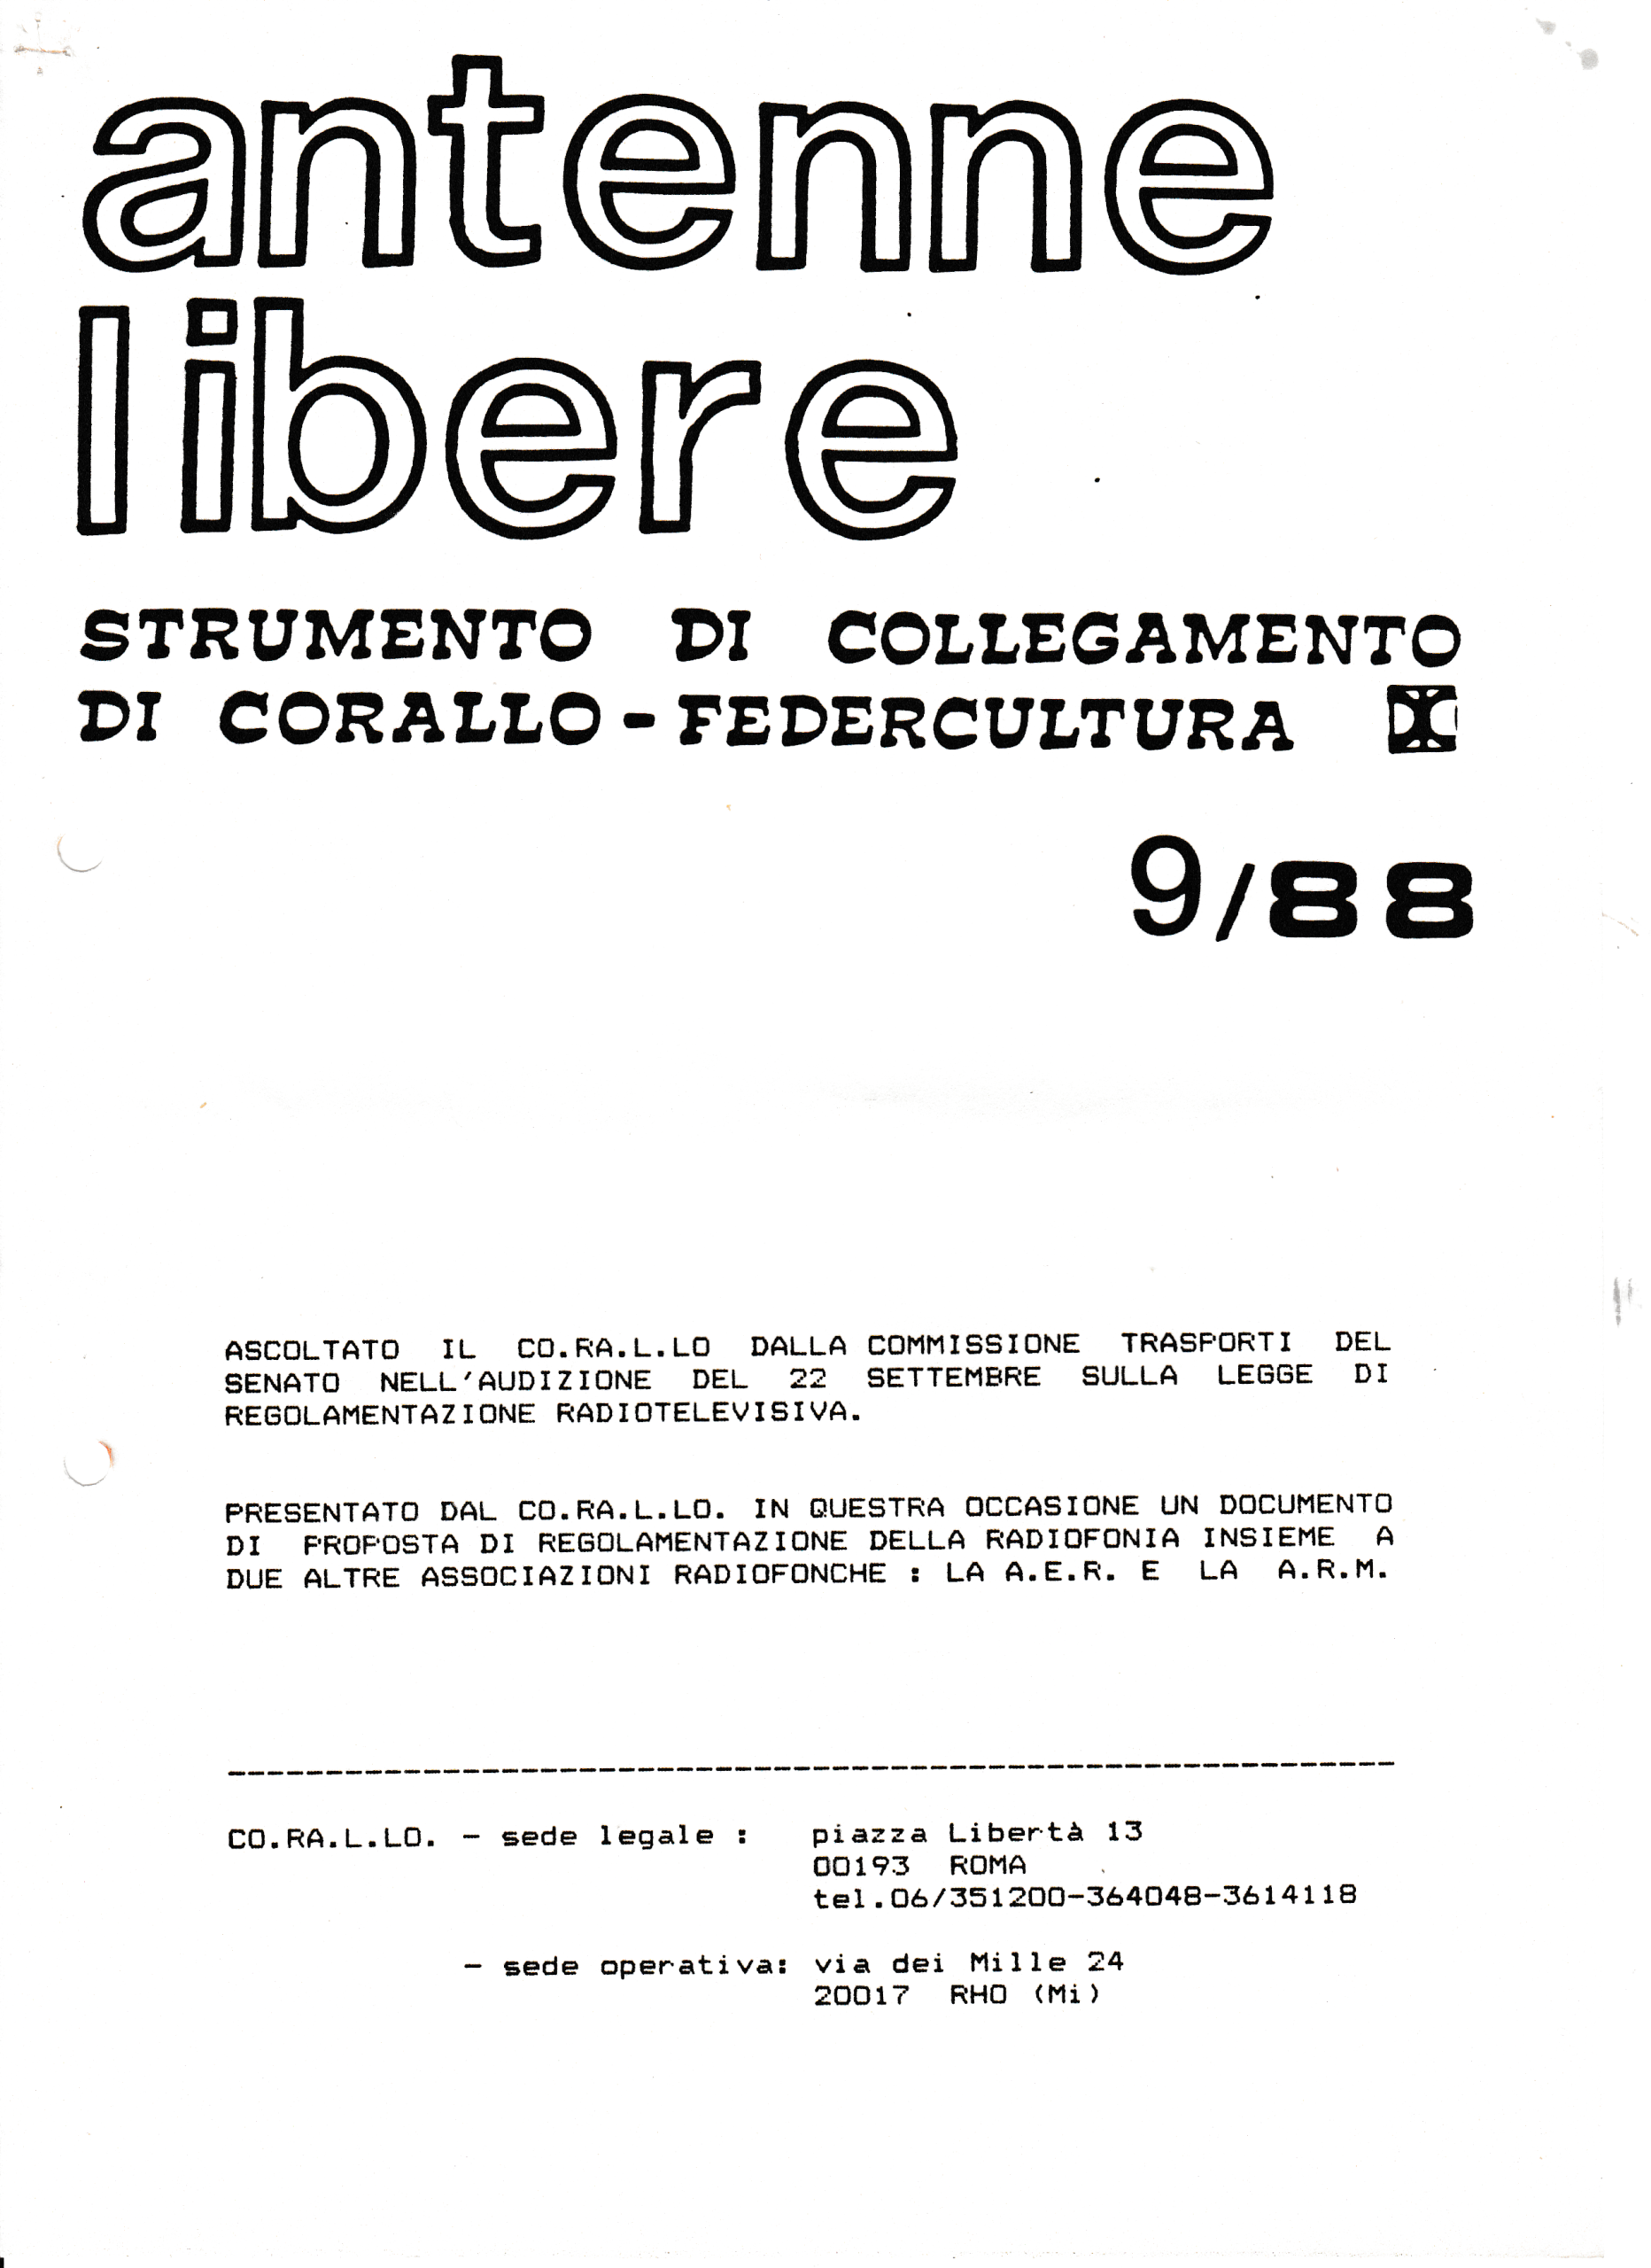 antenne
libere
STRUMENTO DI COLLEGAMENTO
DI CORALLO-FEDERCULTURA
9/88
ASCOLTATO IL CO.RA.L.LO DALLA COMMISSIONE TRASPORTI DEL
SENATO NELL'AUDIZIONE DEL 22 SETTEMBRE SULLA LEGGE DI
REGOLAMENTAZIONE RADIOTELEVISIVA.
PRESENTATO DAL CO.RA.L.LO. IN QUESTRA OCCASIONE UN DOCUMENTO
DI PROPOSTA DI REGOLAMENTAZIONE DELLA RADIOFONIA INSIEME A
DUE ALTRE ASSOCIAZIONI RADIOFONCHE : LA A.E.R. E LA A.R.M.
CO.RA.L.LO. - sede legale : piazza Libertà 13
00193 ROMA
tel.06/351200-364048-3614118
- sede operativa: via dei Mille 24
20017 RHO (Mi)